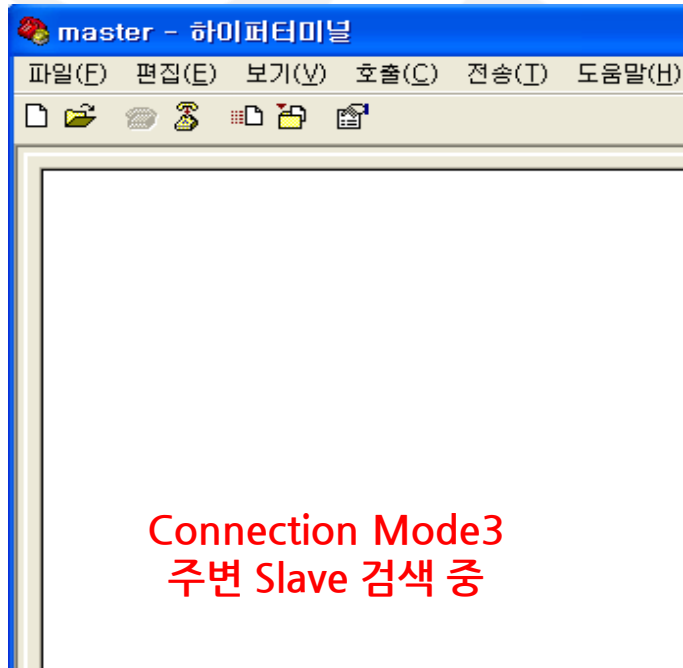 master - 하이퍼터미널
파일(F) 편집(E) 보기(V) 호출(C) 전송(T) 도움말(H)
Connection Mode3
주변 Slave 검색 중